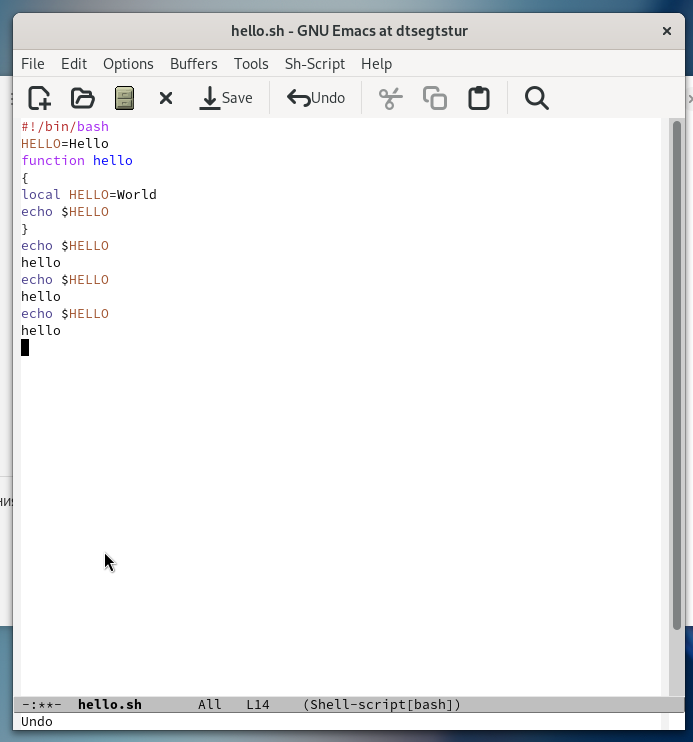 hello.sh - GNU Emacs at dtsegtstur
File Edit Options Buffers Tools Sh-Script Help
Save Undo
#!/bin/bash
HELLO=Hello
function hello
{
local HELLO=World
echo $HELLO
}
echo $HELLO
hello
echo $HELLO
hello
echo $HELLO
hello
-:**- hello.sh All L14 (Shell-script[bash])
Undo